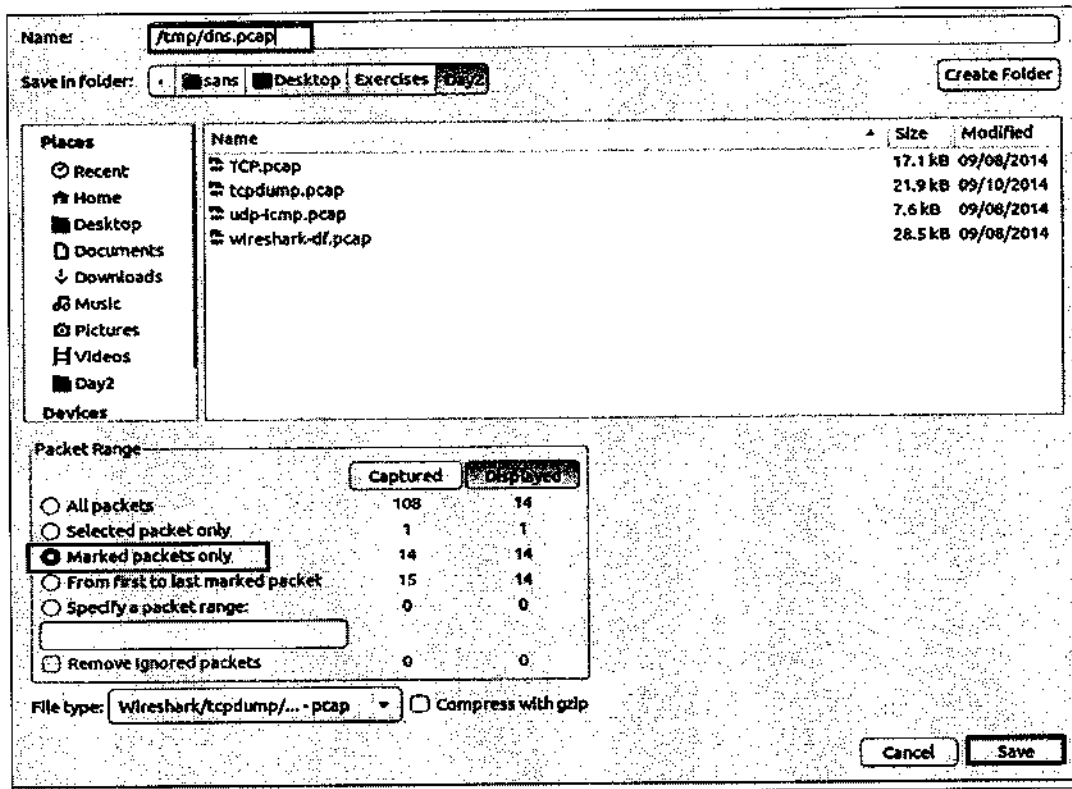 Name: /tmp/dns.pcap
Save in folder: sans Desktop Exercises Day2 Create Folder
Places
Recent
Home
Desktop
Documents
Downloads
Music
Pictures
Videos
Day2
Devices
Name Size Modified
TCP.pcap 17.1 kB 09/08/2014
tcpdump.pcap 21.9 kB 09/10/2014
udp-icmp.pcap 7.6 kB 09/08/2014
wireshark-df.pcap 28.5 kB 09/08/2014
Packet Range
Captured Displayed
All packets 108 14
Selected packet only 1 1
Marked packets only 14 14
From first to last marked packet 15 14
Specify a packet range: 0 0
Remove Ignored packets 0 0
File type: Wireshark/tcpdump/... - pcap Compress with gzip
Cancel Save